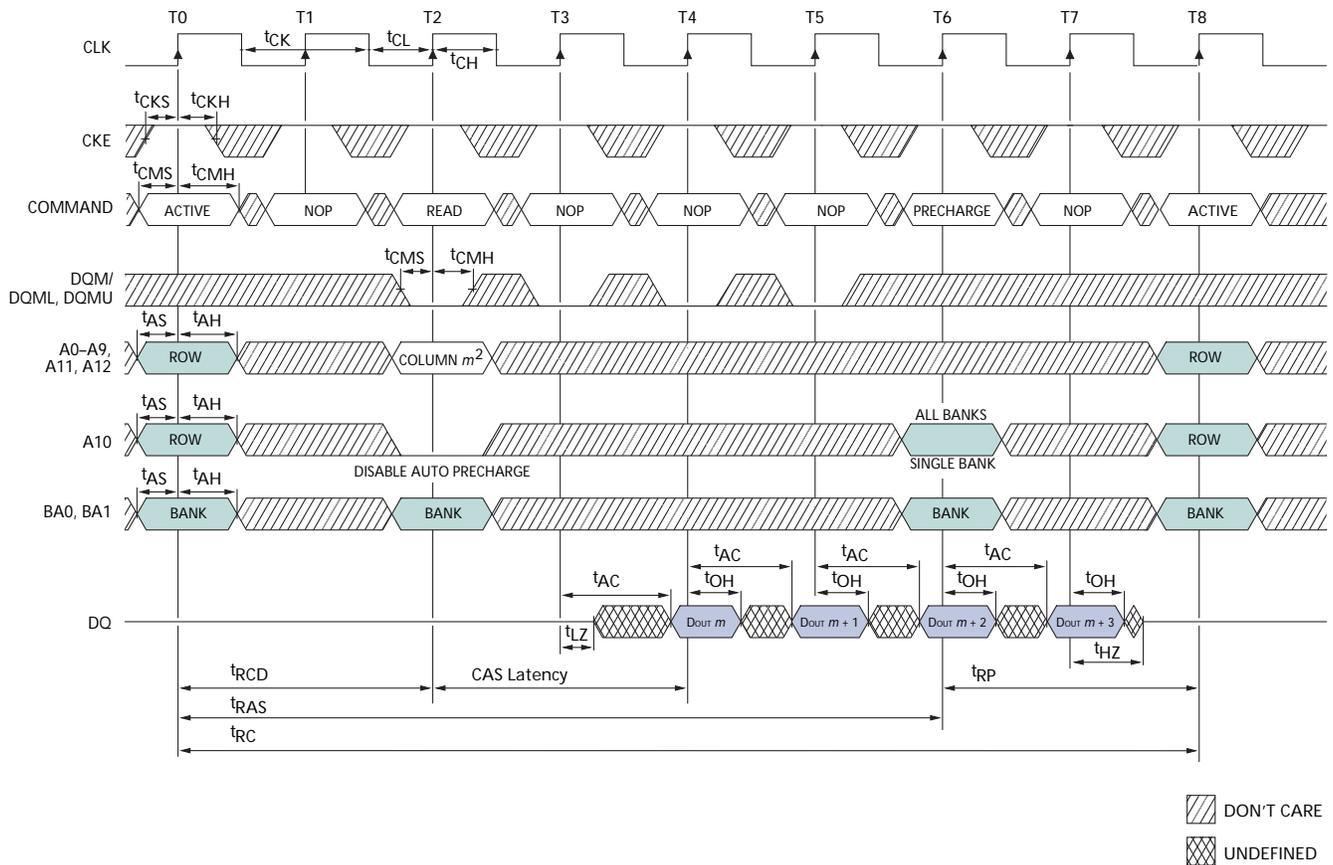 T0 T1 T2 T3 T4 T5 T6 T7 T8
CLK tCK tCL tCH
tCKS tCKH
CKE
tCMS tCMH
COMMAND ACTIVE NOP READ NOP NOP NOP PRECHARGE NOP ACTIVE
tCMS tCMH
DQM/
DQML, DQMU
tAS tAH
A0–A9,
A11, A12 ROW COLUMN m2 ROW
tAS tAH ALL BANKS
A10 ROW ROW
DISABLE AUTO PRECHARGE SINGLE BANK
tAS tAH
BA0, BA1 BANK BANK BANK BANK
tAC tAC tAC
tAC tOH tOH tOH tOH
DQ DOUT m DOUT m + 1 DOUT m + 2 DOUT m + 3
tLZ tHZ
tRCD CAS Latency tRP
tRAS
tRC
DON'T CARE
UNDEFINED